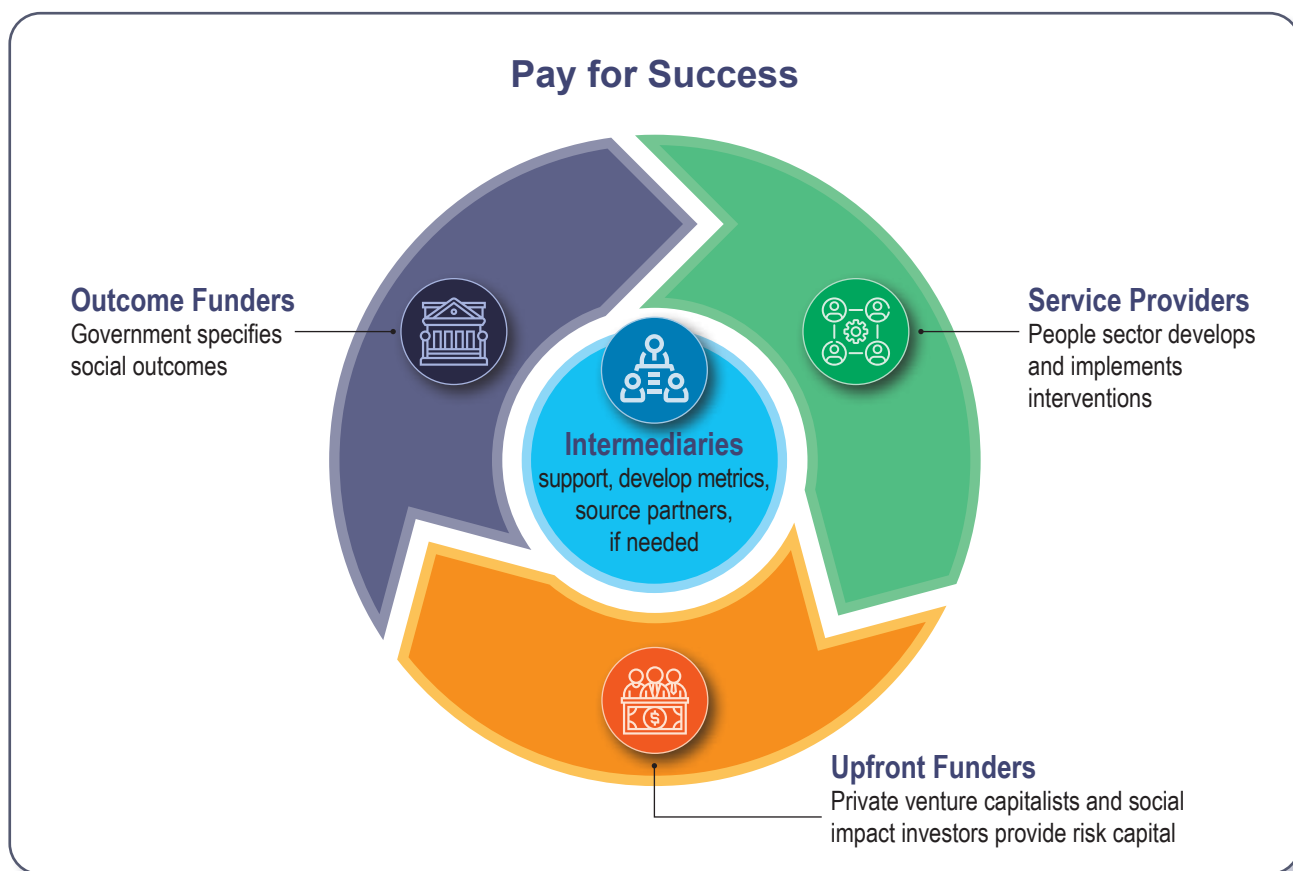 Pay for Success
Outcome Funders
Government specifies
social outcomes
Service Providers
People sector develops
and implements
interventions
Intermediaries
support, develop metrics,
source partners,
if needed
$
Upfront Funders
Private venture capitalists and social
impact investors provide risk capital